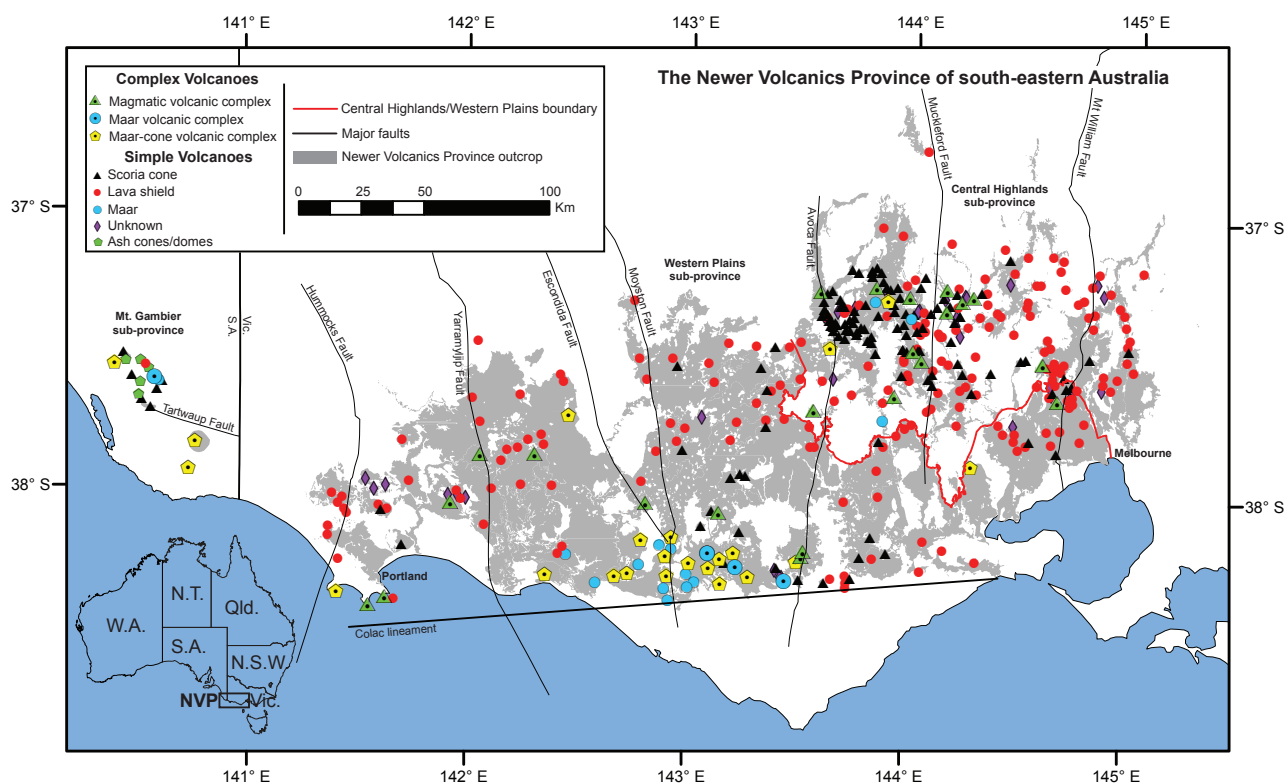 141° E
142° E
143° E
144° E
145° E
The Newer Volcanics Province of south-eastern Australia
Complex Volcanoes
Magmatic volcanic complex
Maar volcanic complex
Maar-cone volcanic complex
Simple Volcanoes
Scoria cone
Lava shield
Maar
Unknown
Ash cones/domes
Central Highlands/Western Plains boundary
Major faults
Newer Volcanics Province outcrop
0
25
50
100
Km
37° S
37° S
38° S
38° S
Muckleford Fault
Mt William Fault
Central Highlands
sub-province
Avoca Fault
Western Plains
sub-province
Moyston Fault
Escondida Fault
Yarramyljip Fault
Hummocks Fault
Vic.
S.A.
Mt. Gambier
sub-province
Tartwaup Fault
Melbourne
Portland
Colac lineament
W.A.
N.T.
Qld.
S.A.
N.S.W
NVP
Vic.
141° E
142° E
143° E
144° E
145° E